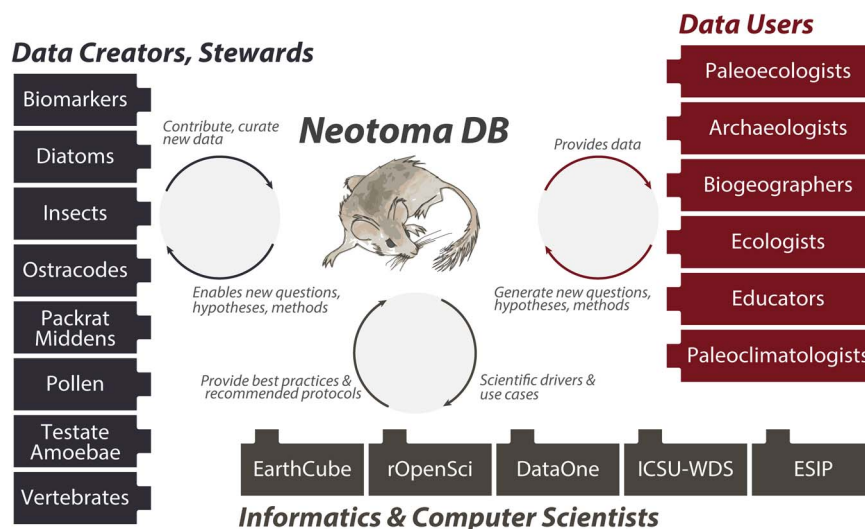 Data Creators, Stewards
Biomarkers
Diatoms
Insects
Ostracodes
Packrat
Middens
Pollen
Testate
Amoebae
Vertebrates
Contribute, curate
new data
Enables new questions,
hypotheses, methods
Neotoma DB
Provides data
Generate new questions,
hypotheses, methods
Data Users
Paleoecologists
Archaeologists
Biogeographers
Ecologists
Educators
Paleoclimatologists
Provide best practices &
recommended protocols
Scientific drivers &
use cases
EarthCube
rOpenSci
DataOne
ICSU-WDS
ESIP
Informatics & Computer Scientists